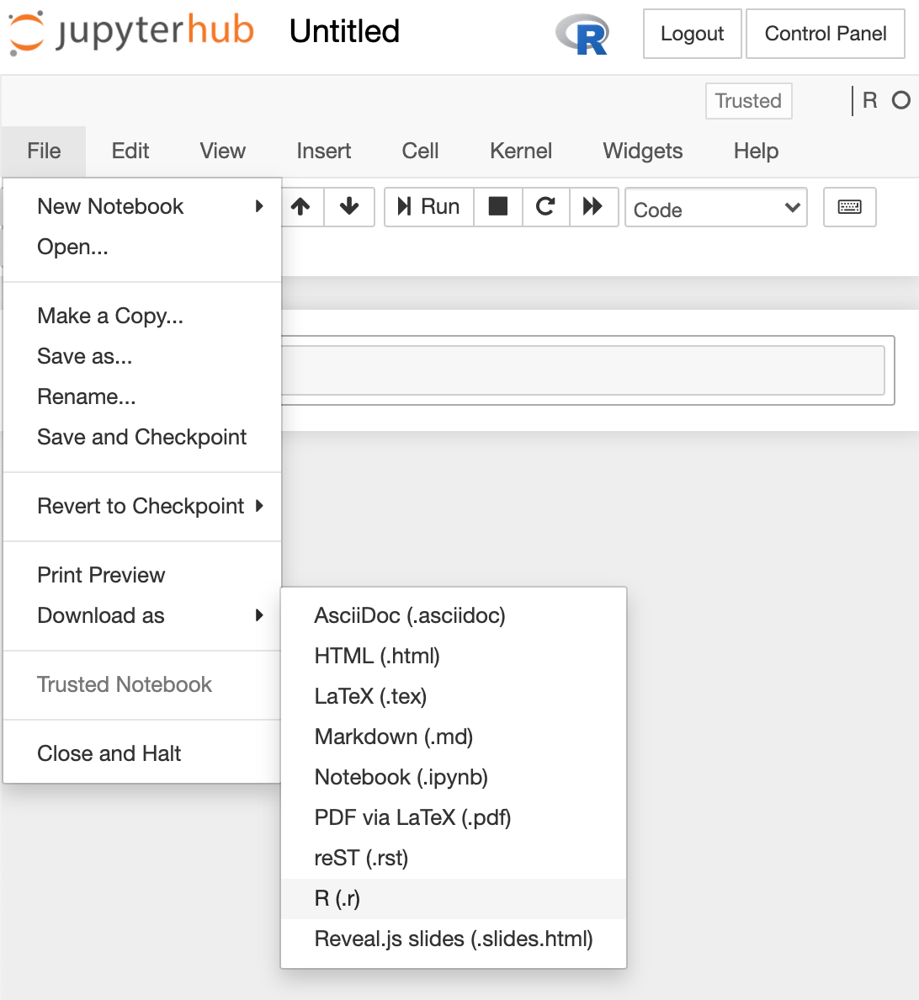 jupyterhub Untitled R Logout Control Panel
Trusted R
File Edit View Insert Cell Kernel Widgets Help
New Notebook Run Code
Open...
Make a Copy...
Save as...
Rename...
Save and Checkpoint
Revert to Checkpoint
Print Preview
Download as
Trusted Notebook
Close and Halt
AsciiDoc (.asciidoc)
HTML (.html)
LaTeX (.tex)
Markdown (.md)
Notebook (.ipynb)
PDF via LaTeX (.pdf)
reST (.rst)
R (.r)
Reveal.js slides (.slides.html)